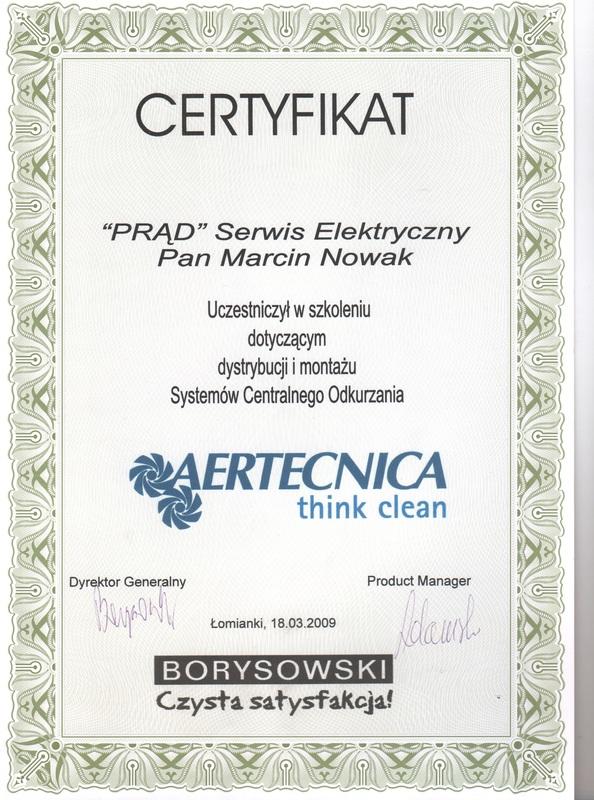 CERTYFIKAT
“PRĄD” Serwis Elektryczny
Pan Marcin Nowak
Uczestniczył w szkoleniu
dotyczącym
dystrybucji i montażu
Systemów Centralnego Odkurzania
AERTECNICA
think clean
Dyrektor Generalny
Product Manager
Łomianki, 18.03.2009
BORYSOWSKI
Czysta satysfakcja!